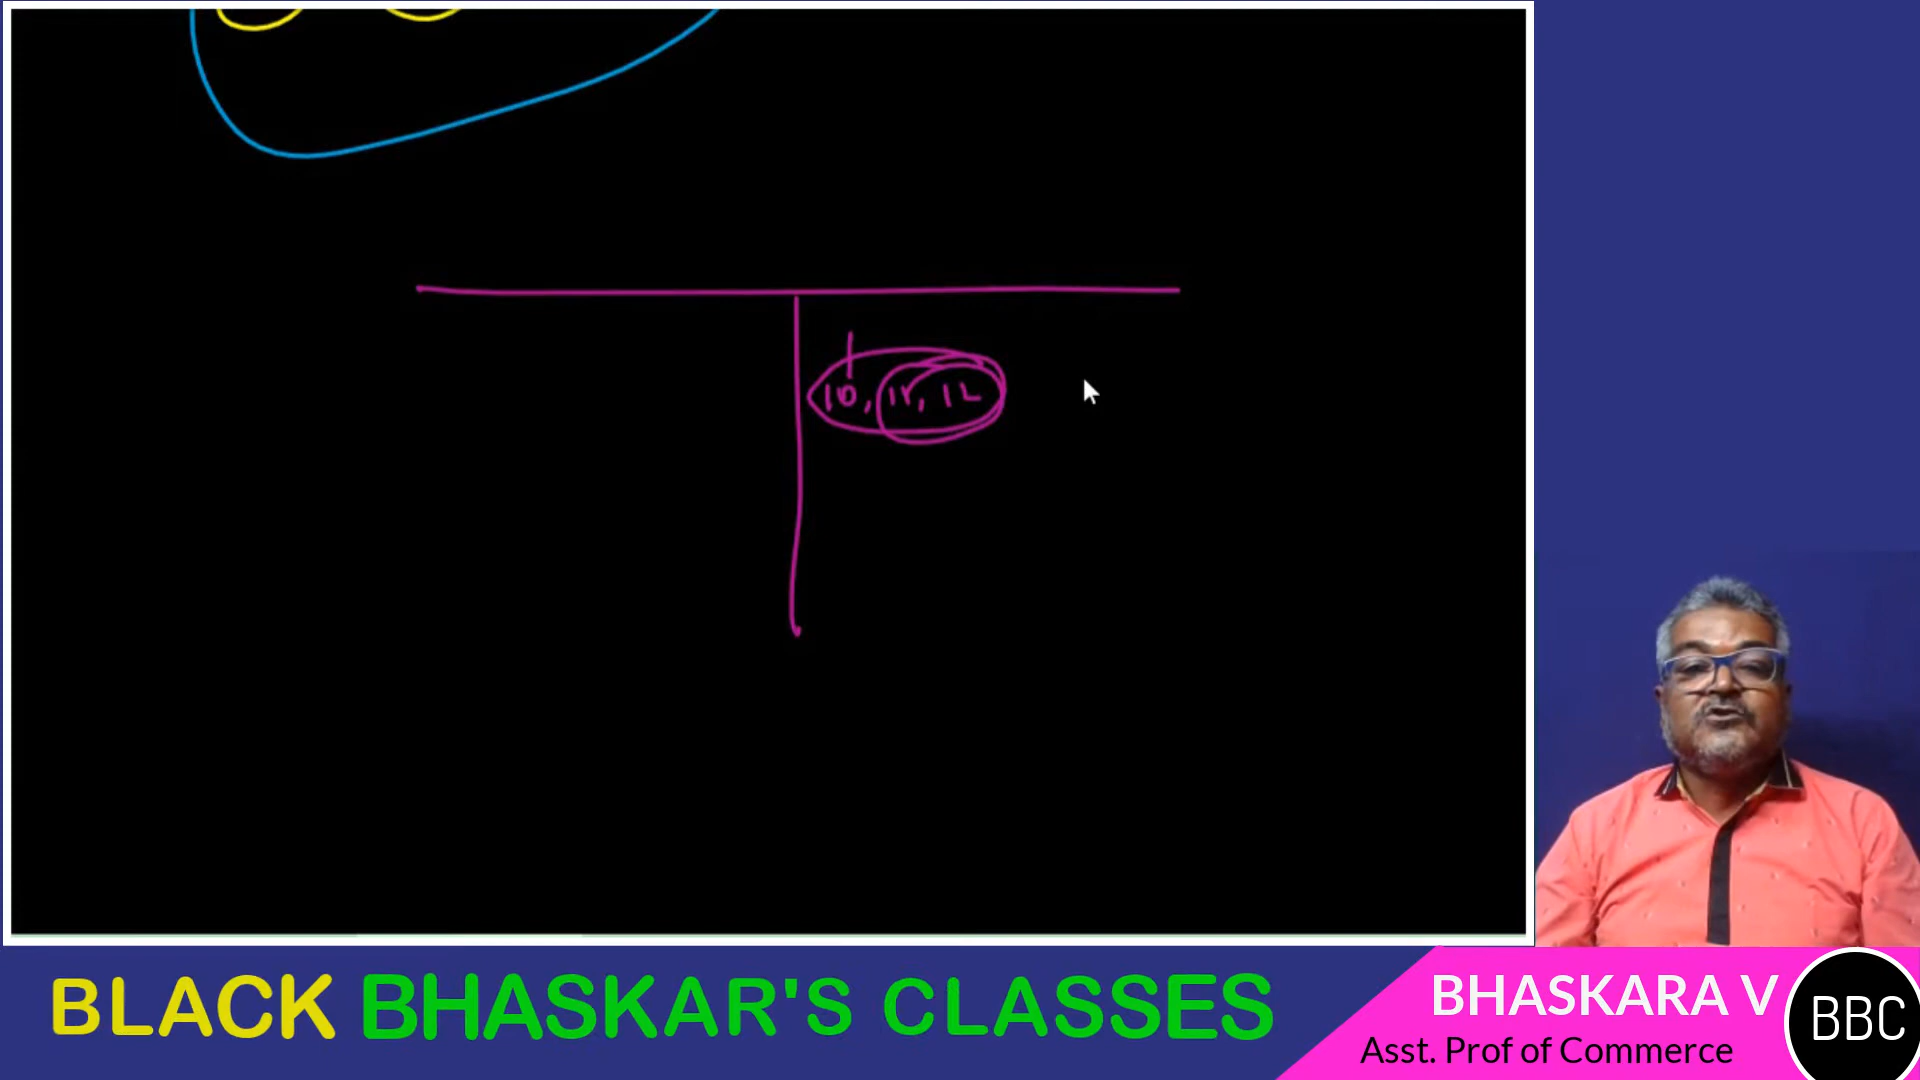 10, 11, 12
BLACK BHASKAR'S CLASSES
BHASKARA V
Asst. Prof of Commerce
BBC